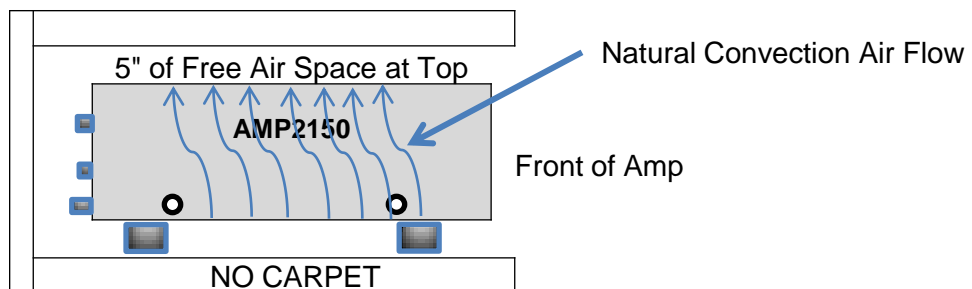 Natural Convection Air Flow
5" of Free Air Space at Top
AMP2150
Front of Amp
NO CARPET